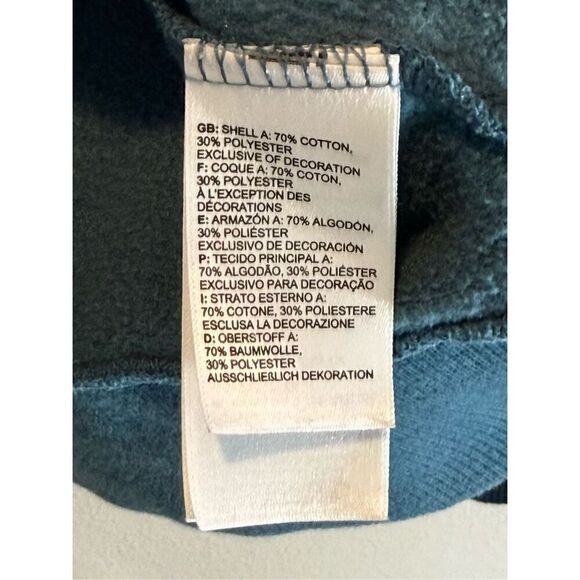 GB: SHELL A: 70% COTTON,
30% POLYESTER
EXCLUSIVE OF DECORATION
F: COQUE A: 70% COTON,
30% POLYESTER
À L'EXCEPTION DES
DÉCORATIONS
E: ARMAZÓN A: 70% ALGODÓN,
30% POLIÉSTER
EXCLUSIVO DE DECORACIÓN
P: TECIDO PRINCIPAL A:
70% ALGODÃO, 30% POLIÉSTER
EXCLUSIVO PARA DECORAÇÃO
I: STRATO ESTERNO A:
70% COTONE, 30% POLIESTERE
ESCLUSA LA DECORAZIONE
D: OBERSTOFF A:
70% BAUMWOLLE,
30% POLYESTER
AUSSCHLIEßLICH DEKORATION